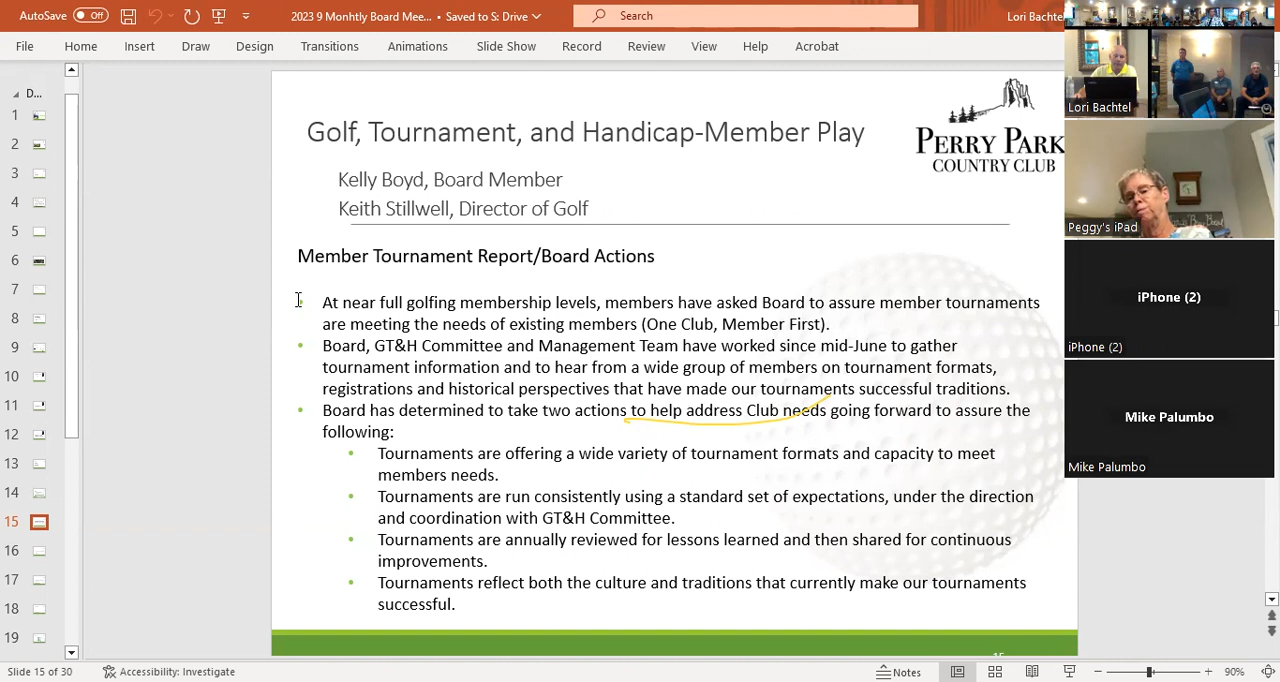 AutoSave Off 2023 9 Monhtly Board Mee... • Saved to S: Drive Search Lori Bachtel
File Home Insert Draw Design Transitions Animations Slide Show Record Review View Help Acrobat
D...
1
2
3
4
5
6
7
8
9
10
11
12
13
14
15
16
17
18
19
Golf, Tournament, and Handicap-Member Play
PERRY PARK
COUNTRY CLUB
Kelly Boyd, Board Member
Keith Stillwell, Director of Golf
Member Tournament Report/Board Actions
• At near full golfing membership levels, members have asked Board to assure member tournaments
are meeting the needs of existing members (One Club, Member First).
• Board, GT&H Committee and Management Team have worked since mid-June to gather
tournament information and to hear from a wide group of members on tournament formats,
registrations and historical perspectives that have made our tournaments successful traditions.
• Board has determined to take two actions to help address Club needs going forward to assure the
following:
• Tournaments are offering a wide variety of tournament formats and capacity to meet
members needs.
• Tournaments are run consistently using a standard set of expectations, under the direction
and coordination with GT&H Committee.
• Tournaments are annually reviewed for lessons learned and then shared for continuous
improvements.
• Tournaments reflect both the culture and traditions that currently make our tournaments
successful.
15
Lori Bachtel
Peggy's iPad
iPhone (2)
iPhone (2)
Mike Palumbo
Mike Palumbo
Slide 15 of 30 Accessibility: Investigate Notes 90%